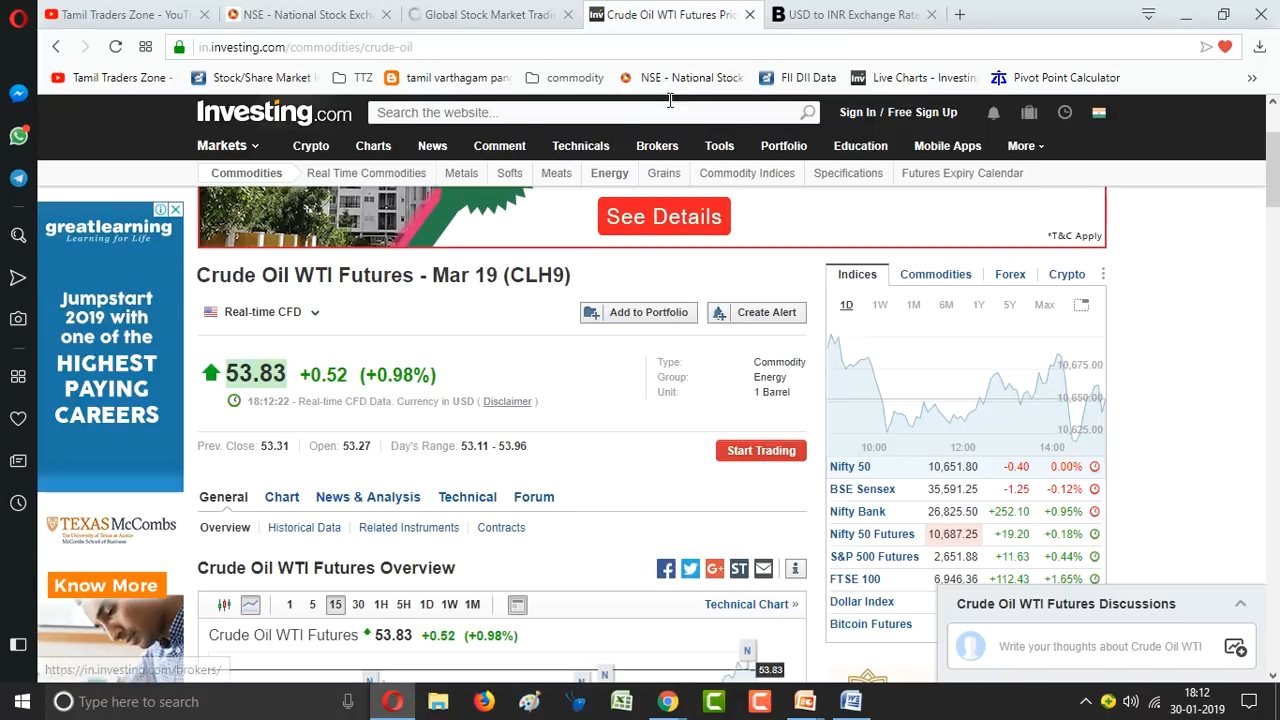 Tamil Traders Zone - YouT
NSE - National Stock Exch
Global Stock Market Tradin
Crude Oil WTI Futures Pric
USD to INR Exchange Rate
in.investing.com/commodities/crude-oil
Tamil Traders Zone -
Stock/Share Market I
TTZ
tamil varthagam pan
commodity
NSE - National Stock
FII DII Data
Live Charts - Investin
Pivot Point Calculator
Investing.com
Search the website...
Sign In / Free Sign Up
Markets
Crypto
Charts
News
Comment
Technicals
Brokers
Tools
Portfolio
Education
Mobile Apps
More
Commodities
Real Time Commodities
Metals
Softs
Meats
Energy
Grains
Commodity Indices
Specifications
Futures Expiry Calendar
See Details
*T&C Apply
greatlearning
Learning for Life
Jumpstart
2019 with
one of the
HIGHEST
PAYING
CAREERS
TEXAS McCombs
The University of Texas at Austin
McCombs School of Business
Know More
Crude Oil WTI Futures - Mar 19 (CLH9)
Real-time CFD
Add to Portfolio
Create Alert
53.83 +0.52 (+0.98%)
18:12:22 - Real-time CFD Data. Currency in USD ( Disclaimer )
Type: Commodity
Group: Energy
Unit: 1 Barrel
Prev. Close: 53.31 Open: 53.27 Day's Range: 53.11 - 53.96
Start Trading
General Chart News & Analysis Technical Forum
Overview Historical Data Related Instruments Contracts
Crude Oil WTI Futures Overview
1 5 15 30 1H 5H 1D 1W 1M
Technical Chart »
Crude Oil WTI Futures 53.83 +0.52 (+0.98%)
N
N
N
N
53.83
https://in.investing.com/brokers/
Indices Commodities Forex Crypto
1D 1W 1M 6M 1Y 5Y Max
10,675.00
10,650.00
10,625.00
10:00 12:00 14:00
Nifty 50 10,651.80 -0.40 0.00%
BSE Sensex 35,591.25 -1.25 -0.12%
Nifty Bank 26,825.50 +252.10 +0.95%
Nifty 50 Futures 10,687.25 +19.20 +0.18%
S&P 500 Futures 2,651.88 +11.63 +0.44%
FTSE 100 6,946.36 +112.43 +1.65%
Dollar Index
Bitcoin Futures
Crude Oil WTI Futures Discussions
Write your thoughts about Crude Oil WTI
Type here to search
18:12
30-01-2019